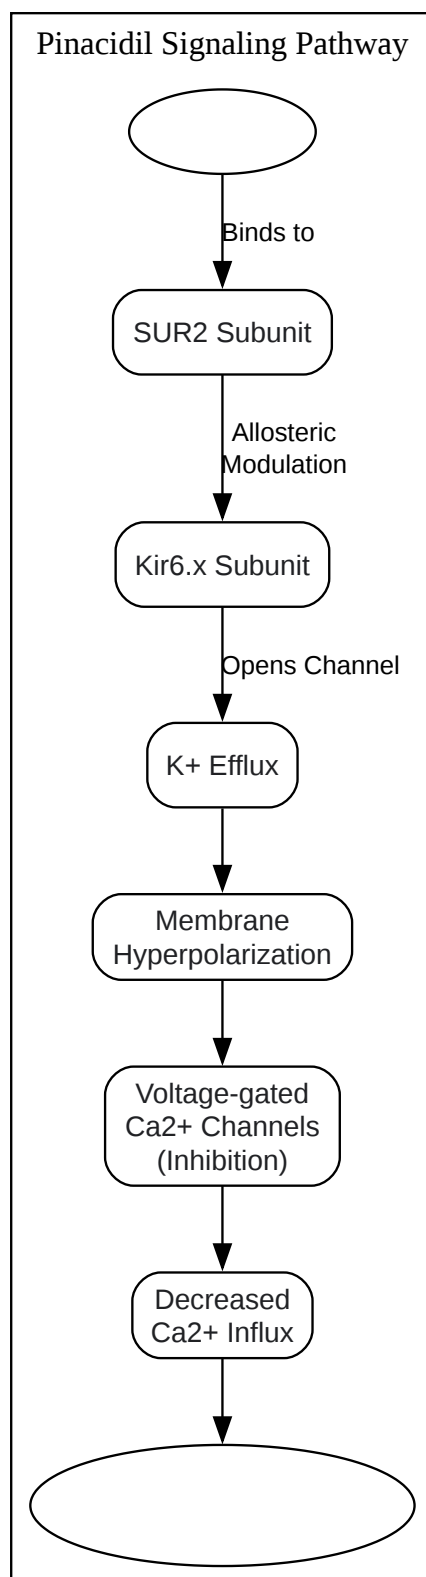 Pinacidil Signaling Pathway
Binds to
SUR2 Subunit
Allosteric
Modulation
Kir6.x Subunit
Opens Channel
K+ Efflux
Membrane
Hyperpolarization
Voltage-gated
Ca2+ Channels
(Inhibition)
Decreased
Ca2+ Influx